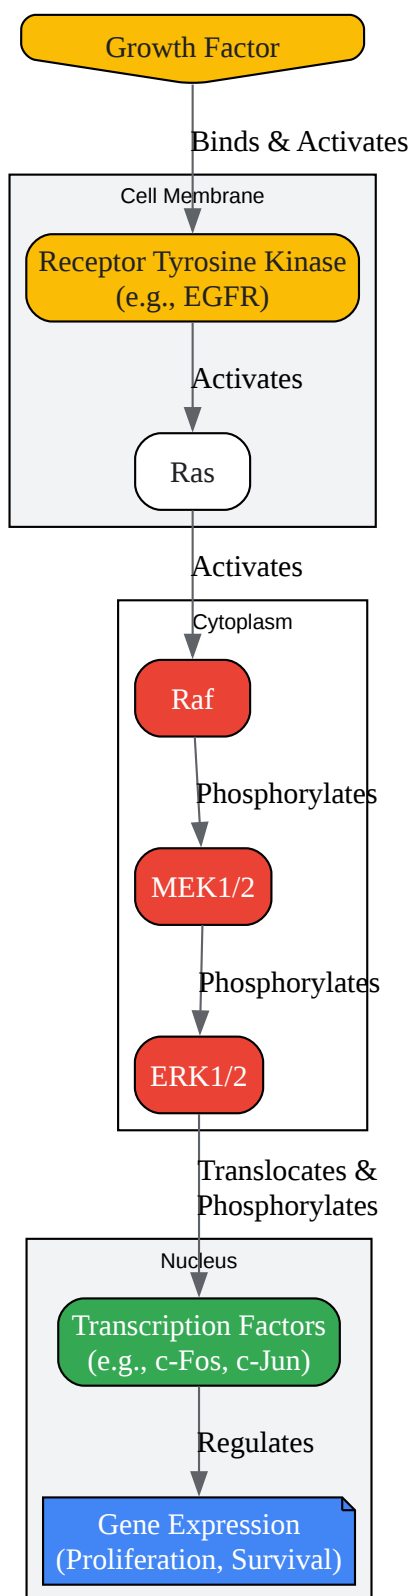 Growth Factor
Binds & Activates
Cell Membrane
Receptor Tyrosine Kinase
(e.g., EGFR)
Activates
Ras
Activates
Cytoplasm
Raf
Phosphorylates
MEK1/2
Phosphorylates
ERK1/2
Translocates &
Phosphorylates
Nucleus
Transcription Factors
(e.g., c-Fos, c-Jun)
Regulates
Gene Expression
(Proliferation, Survival)